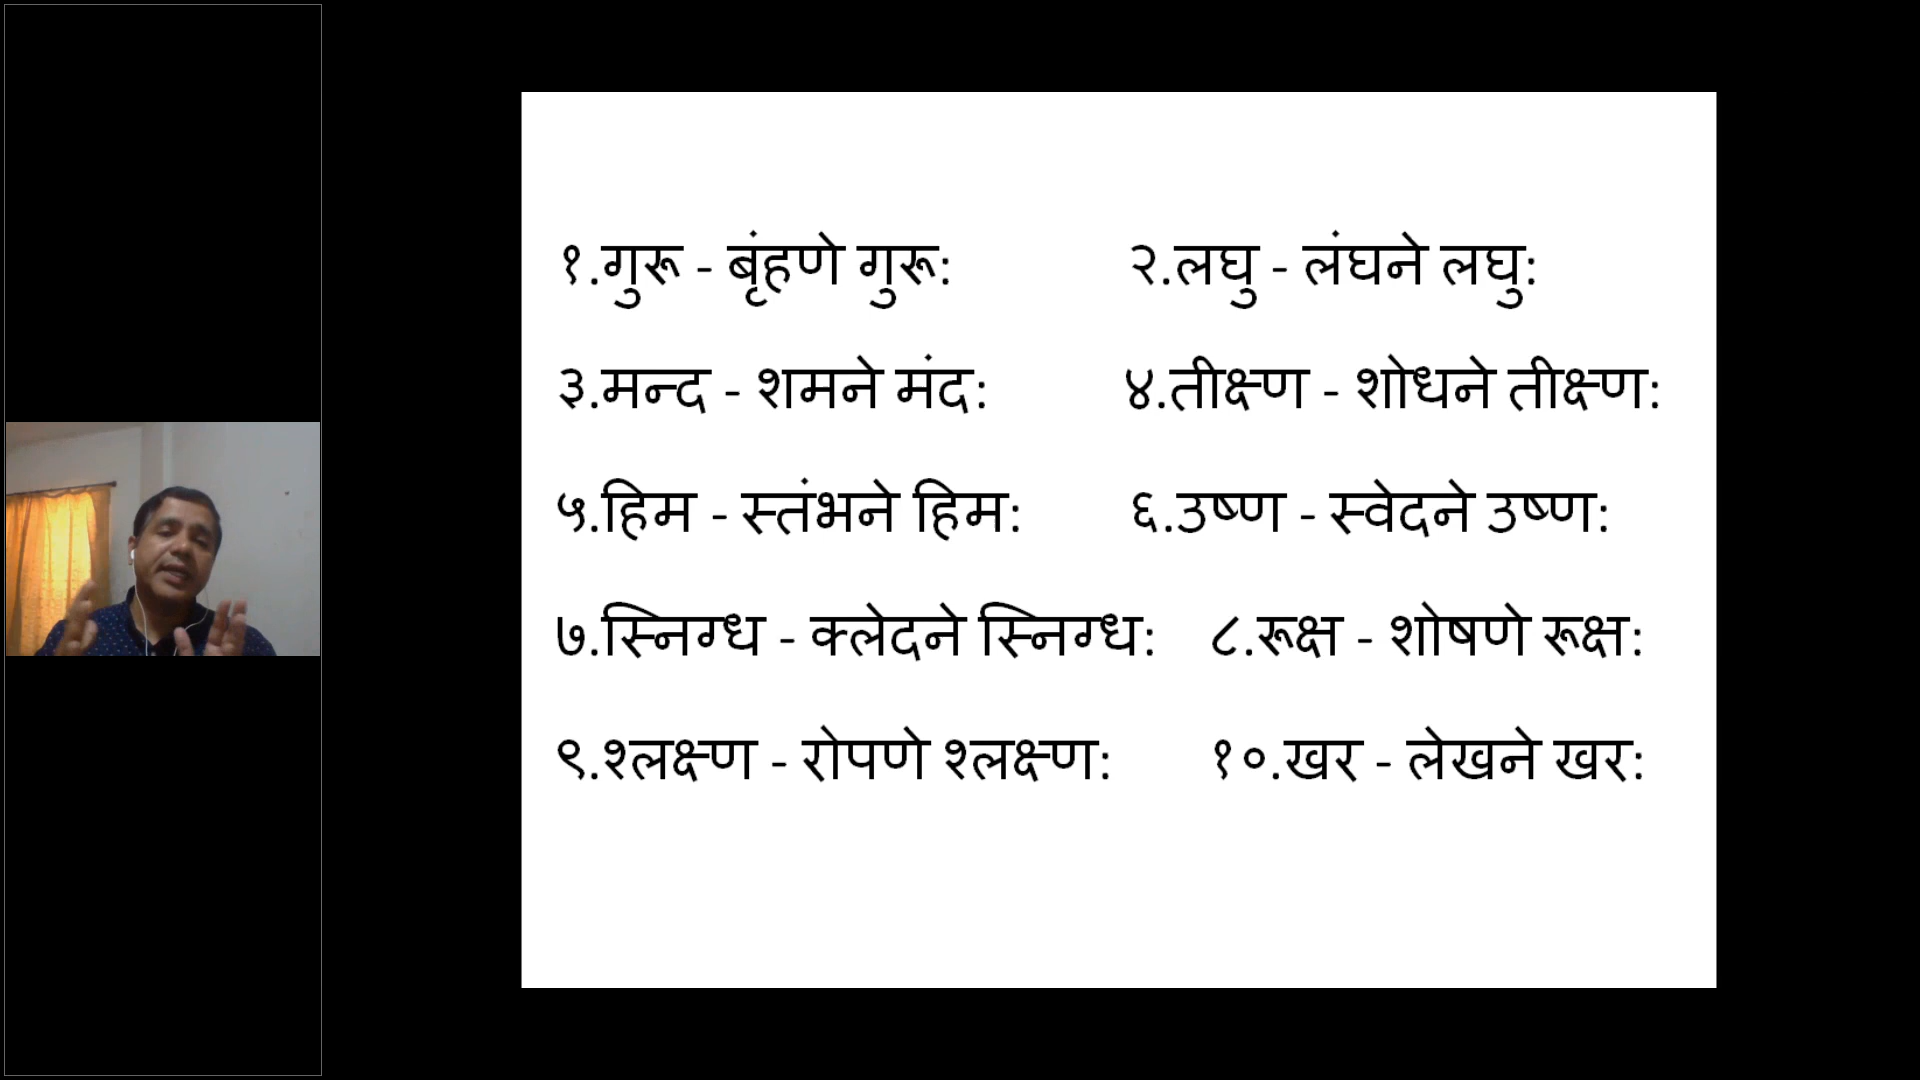 १.गुरू - बृंहणे गुरू: २.लघु - लंघने लघु:
३.मन्द - शमने मंद: ४.तीक्ष्ण - शोधने तीक्ष्ण:
५.हिम - स्तंभने हिम: ६.उष्ण - स्वेदने उष्ण:
७.स्निग्ध - क्लेदने स्निग्ध: ८.रूक्ष - शोषणे रूक्ष:
९.श्लक्ष्ण - रोपणे श्लक्ष्ण: १०.खर - लेखने खर: